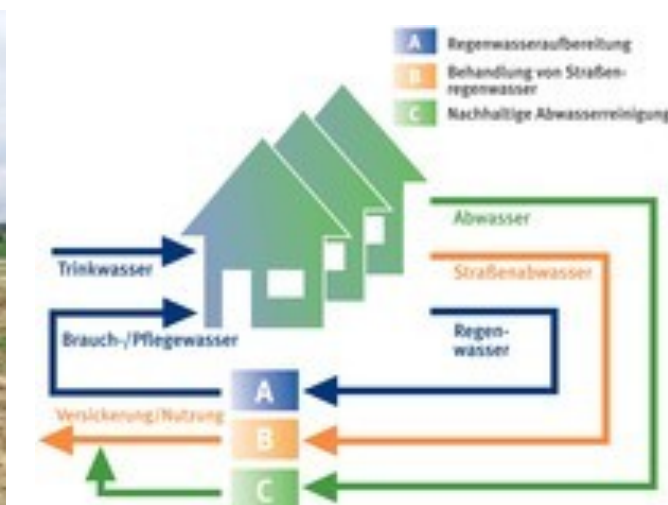 A Regenwasseraufbereitung
B Behandlung von Straßen-
regenwasser
C Nachhaltige Abwasserreinigung
Abwasser
Trinkwasser
Straßenabwasser
Brauch-/Pflegewasser
Regen-
wasser
A
Versickerung/Nutzung
B
C